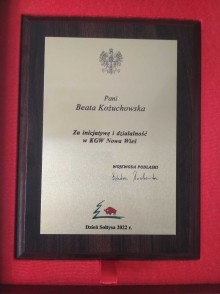 Pani
Beata Kożuchowska
Za inicjatywę i działalność
w KGW Nowa Wieś
WOJEWODA PODLASKI
Dzień Sołtysa 2022 r.